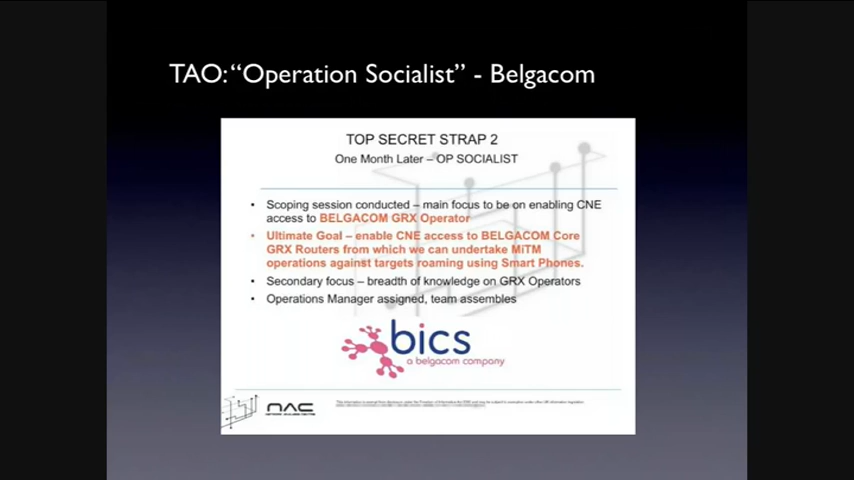 TAO: “Operation Socialist” - Belgacom
TOP SECRET STRAP 2
One Month Later – OP SOCIALIST
• Scoping session conducted – main focus to be on enabling CNE
access to BELGACOM GRX Operator
• Ultimate Goal – enable CNE access to BELGACOM Core
GRX Routers from which we can undertake MiTM
operations against targets roaming using Smart Phones.
• Secondary focus – breadth of knowledge on GRX Operators
• Operations Manager assigned, team assembles
bics
a belgacom company
NAC